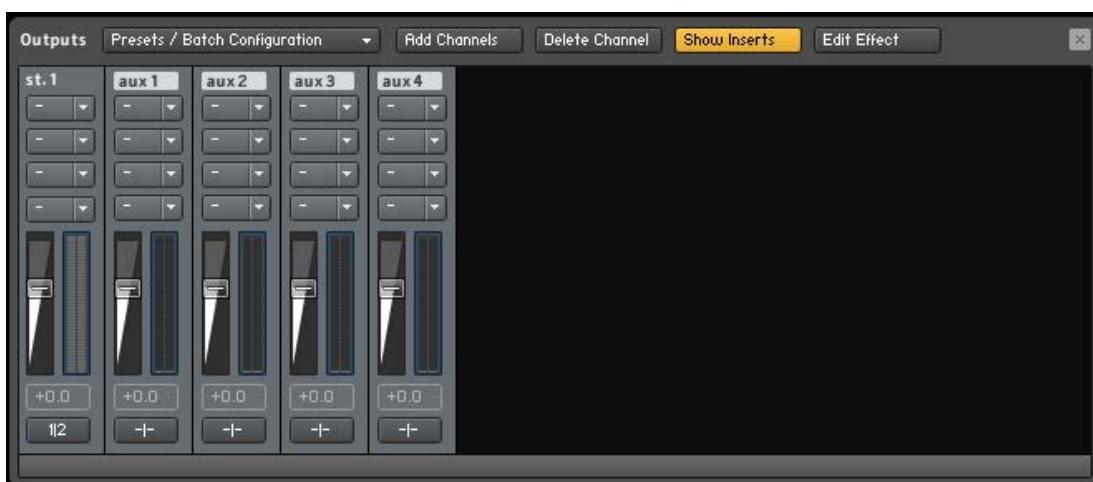 Outputs Presets / Batch Configuration Add Channels Delete Channel Show Inserts Edit Effect
st.1 aux 1 aux 2 aux 3 aux 4
- - - - -
- - - - -
- - - - -
- - - - -
+0.0 +0.0 +0.0 +0.0 +0.0
1|2 -|- -|- -|- -|-